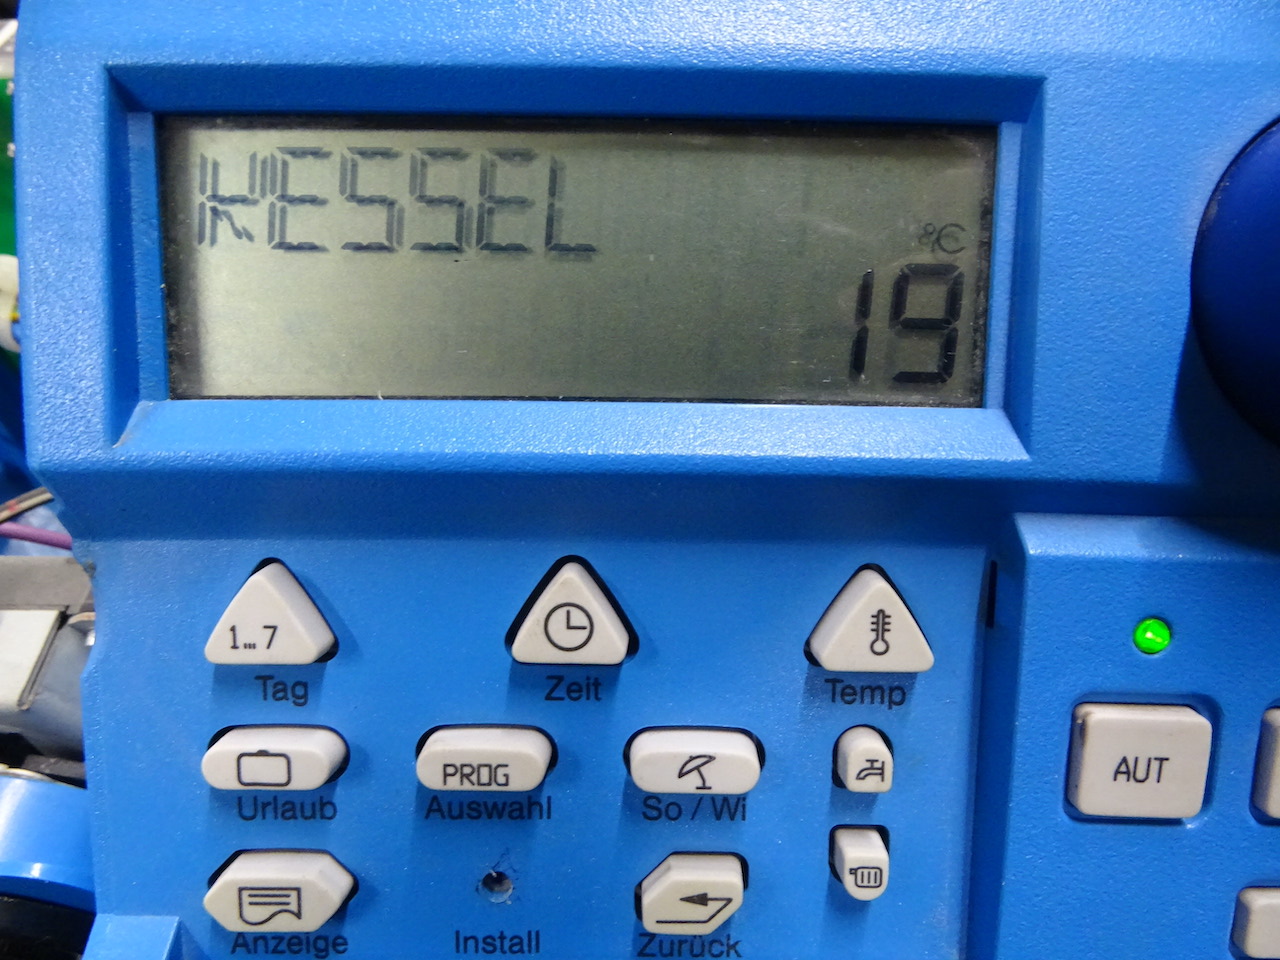 KESSEL
°C
19
1...7
Tag
Zeit
Temp
AUT
PROG
Urlaub
Auswahl
So / Wi
Anzeige
Install
Zurück